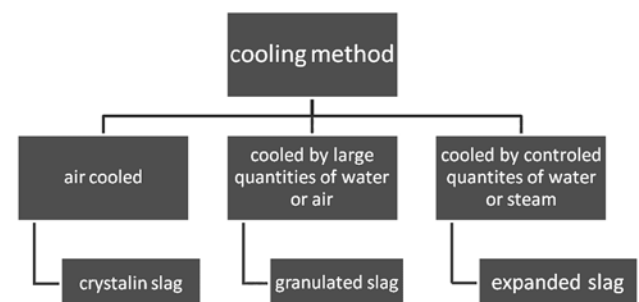 cooling method
air cooled
cooled by large
quantities of water
or air
cooled by controled
quantites of water
or steam
crystalin slag
granulated slag
expanded slag